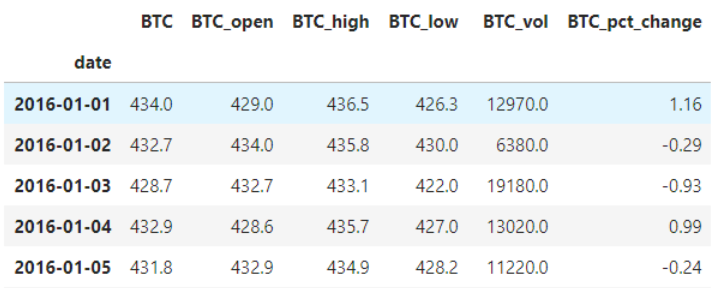 BTC BTC_open BTC_high BTC_low BTC_vol BTC_pct_change
date
2016-01-01 434.0 429.0 436.5 426.3 12970.0 1.16
2016-01-02 432.7 434.0 435.8 430.0 6380.0 -0.29
2016-01-03 428.7 432.7 433.1 422.0 19180.0 -0.93
2016-01-04 432.9 428.6 435.7 427.0 13020.0 0.99
2016-01-05 431.8 432.9 434.9 428.2 11220.0 -0.24